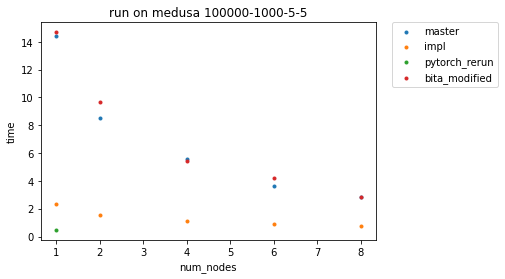 run on medusa 100000-1000-5-5
master
impl
pytorch_rerun
bita_modified
14
12
10
8
6
4
2
0
time
1 2 3 4 5 6 7 8
num_nodes